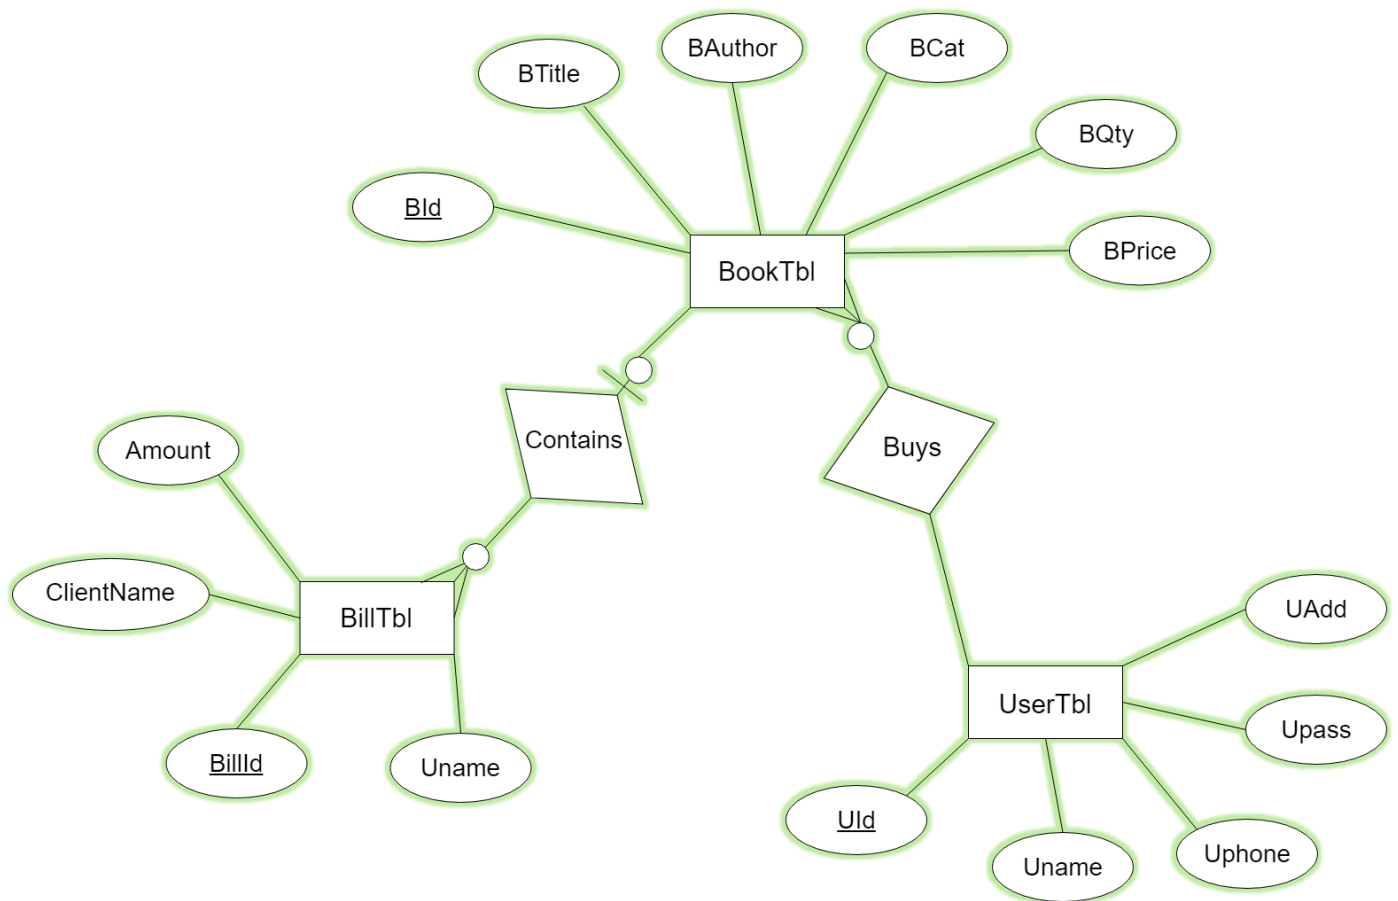 BAuthor
BCat
BTitle
BQty
BId
BPrice
BookTbl
Contains
Buys
Amount
ClientName
BillTbl
UAdd
UserTbl
Upass
BillId
Uname
UId
Uname
Uphone